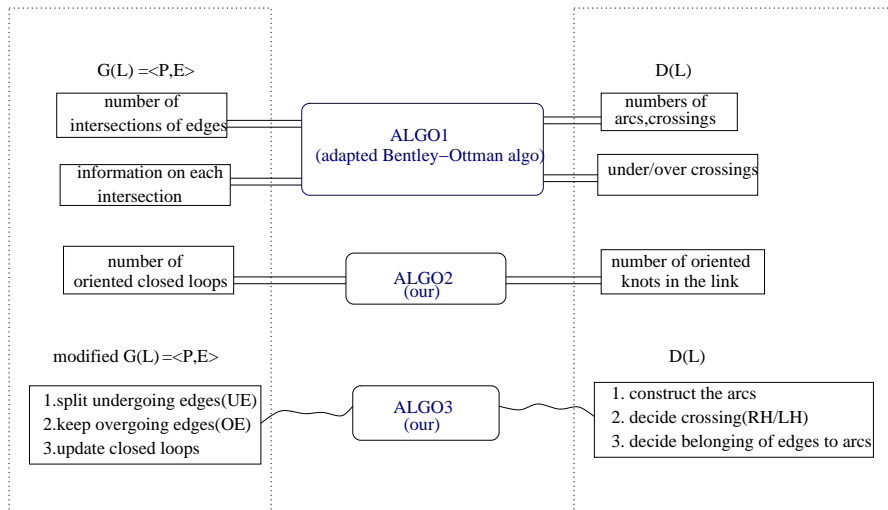 G(L) =<P,E>
D(L)
number of
intersections of edges
ALGO1
(adapted Bentley−Ottman algo)
numbers of
arcs,crossings
information on each
intersection
under/over crossings
number of
oriented closed loops
ALGO2
(our)
number of oriented
knots in the link
modified G(L) =<P,E>
D(L)
1.split undergoing edges(UE)
2.keep overgoing edges(OE)
3.update closed loops
ALGO3
(our)
1. construct the arcs
2. decide crossing(RH/LH)
3. decide belonging of edges to arcs